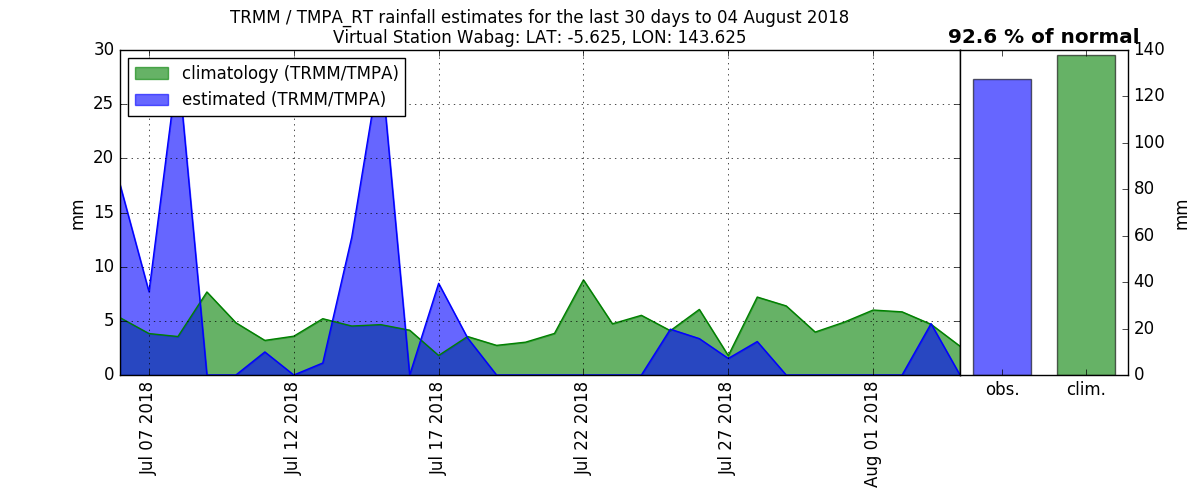 TRMM / TMPA_RT rainfall estimates for the last 30 days to 04 August 2018
Virtual Station Wabag: LAT: -5.625, LON: 143.625
92.6 % of normal
climatology (TRMM/TMPA)
estimated (TRMM/TMPA)
30
25
20
15
10
5
0
mm
Jul 07 2018
Jul 12 2018
Jul 17 2018
Jul 22 2018
Jul 27 2018
Aug 01 2018
obs.
clim.
140
120
100
80
60
40
20
0
mm